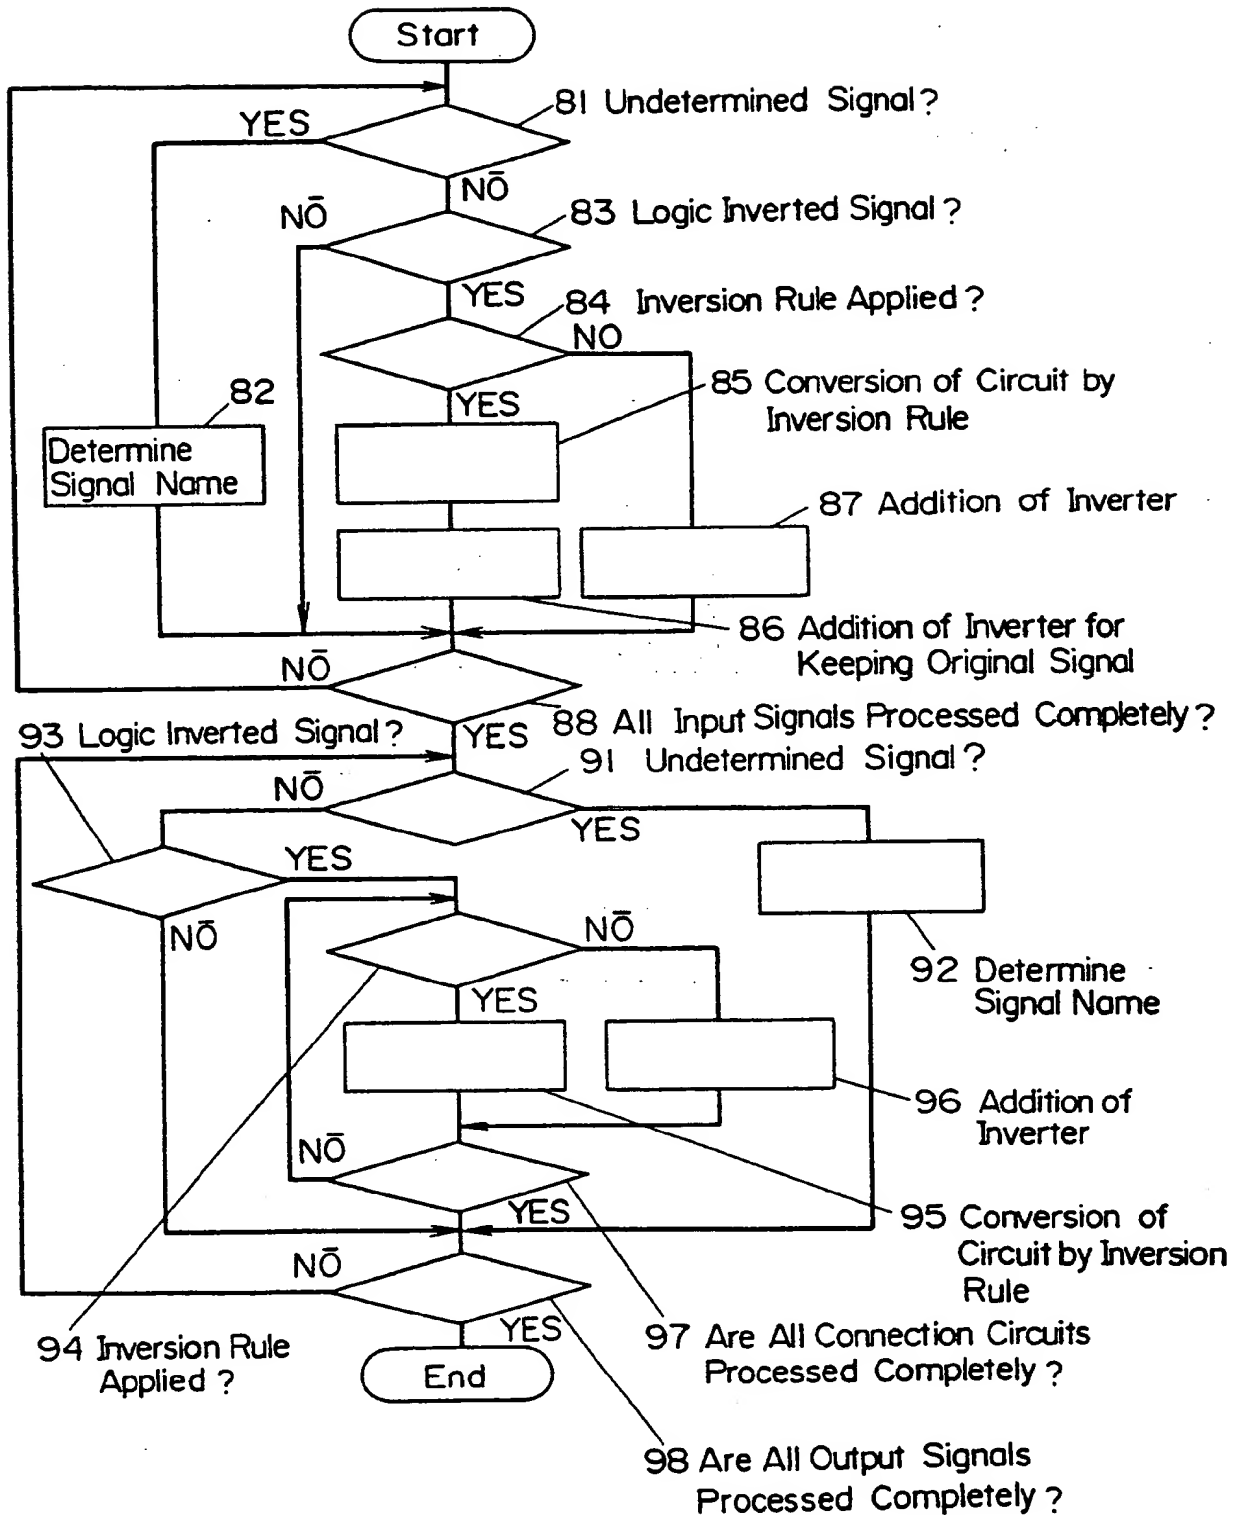 Start
81 Undetermined Signal?
YES
NO
83 Logic Inverted Signal?
NO
YES
84 Inversion Rule Applied?
NO
YES
85 Conversion of Circuit by
Inversion Rule
82
Determine
Signal Name
87 Addition of Inverter
86 Addition of Inverter for
Keeping Original Signal
NO
88 All Input Signals Processed Completely?
YES
93 Logic Inverted Signal?
91 Undetermined Signal?
NO
YES
YES
NO
NO
92 Determine
Signal Name
YES
96 Addition of
Inverter
NO
YES
95 Conversion of
Circuit by Inversion
Rule
NO
94 Inversion Rule
Applied?
YES
97 Are All Connection Circuits
Processed Completely?
End
98 Are All Output Signals
Processed Completely?